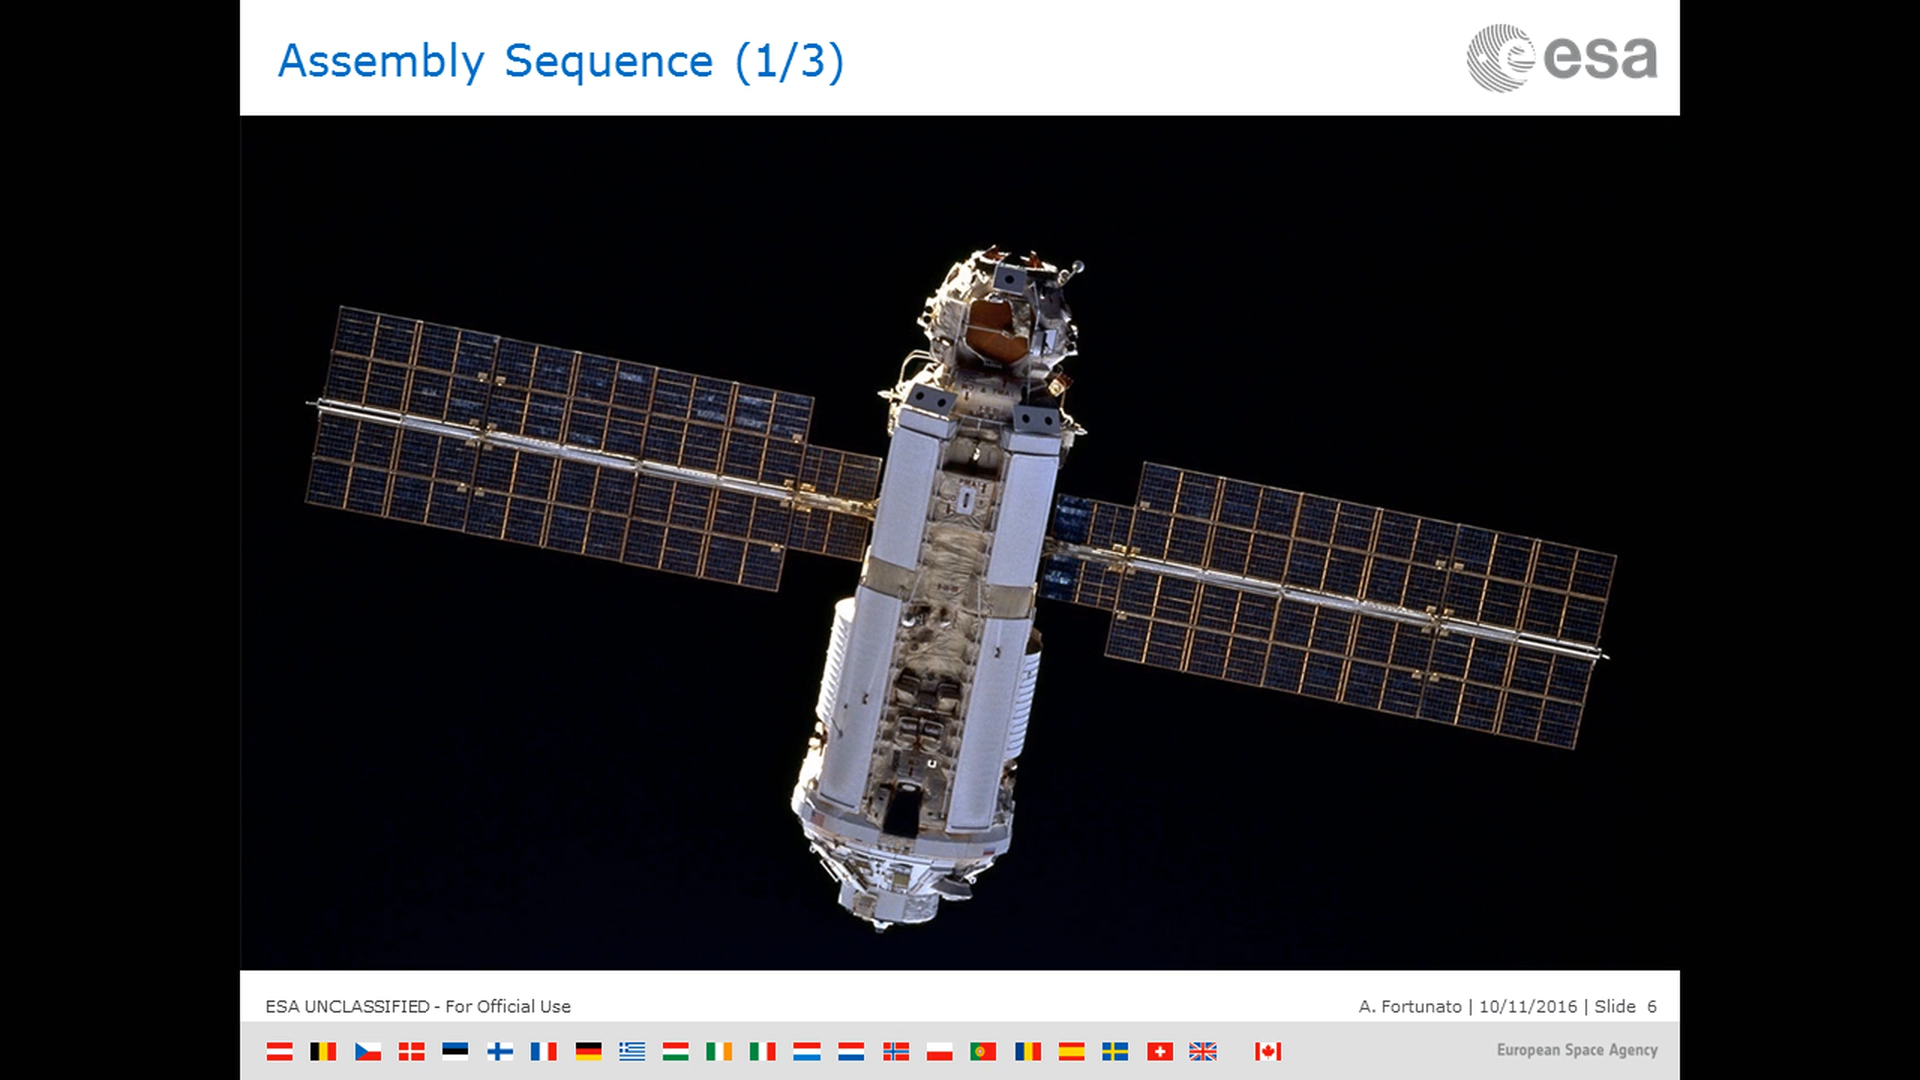 Assembly Sequence (1/3)
esa
ESA UNCLASSIFIED - For Official Use
A. Fortunato | 10/11/2016 | Slide 6
European Space Agency